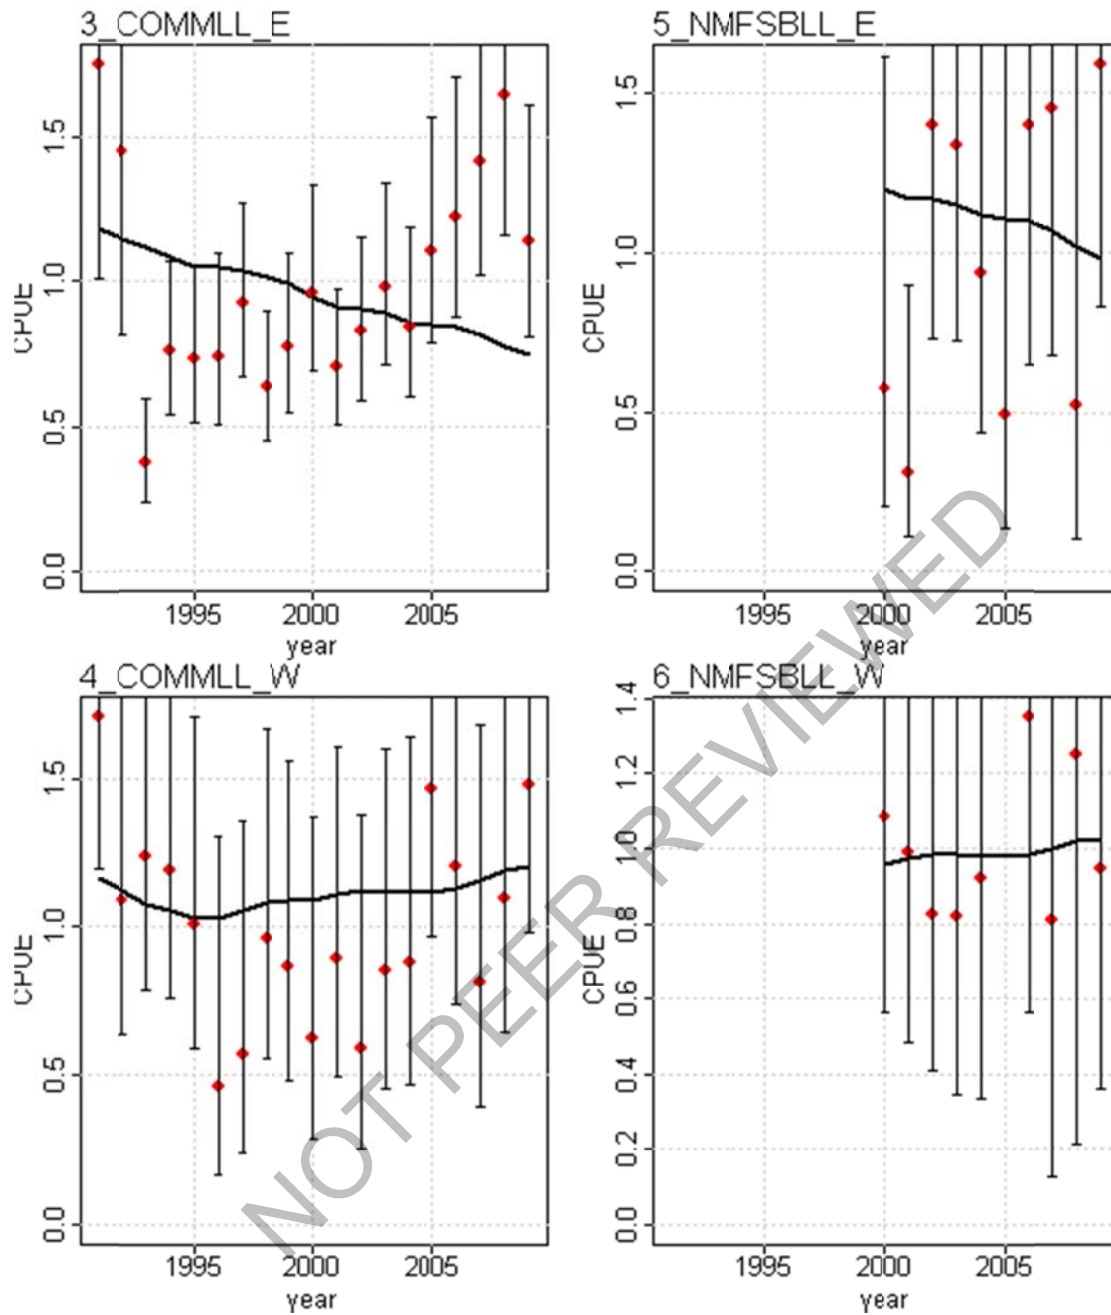 3_COMMLL_E
CPUE
0.0
0.5
1.0
1.5
1995
2000
2005
year
5_NMFSBLL_E
CPUE
0.0
0.5
1.0
1.5
1995
2000
2005
year
4_COMMLL_W
CPUE
0.0
0.5
1.0
1.5
1995
2000
2005
year
6_NMFSBLL_W
CPUE
0.0
0.2
0.4
0.6
0.8
1.0
1.2
1.4
1995
2000
2005
year
NOT PEER REVIEWED